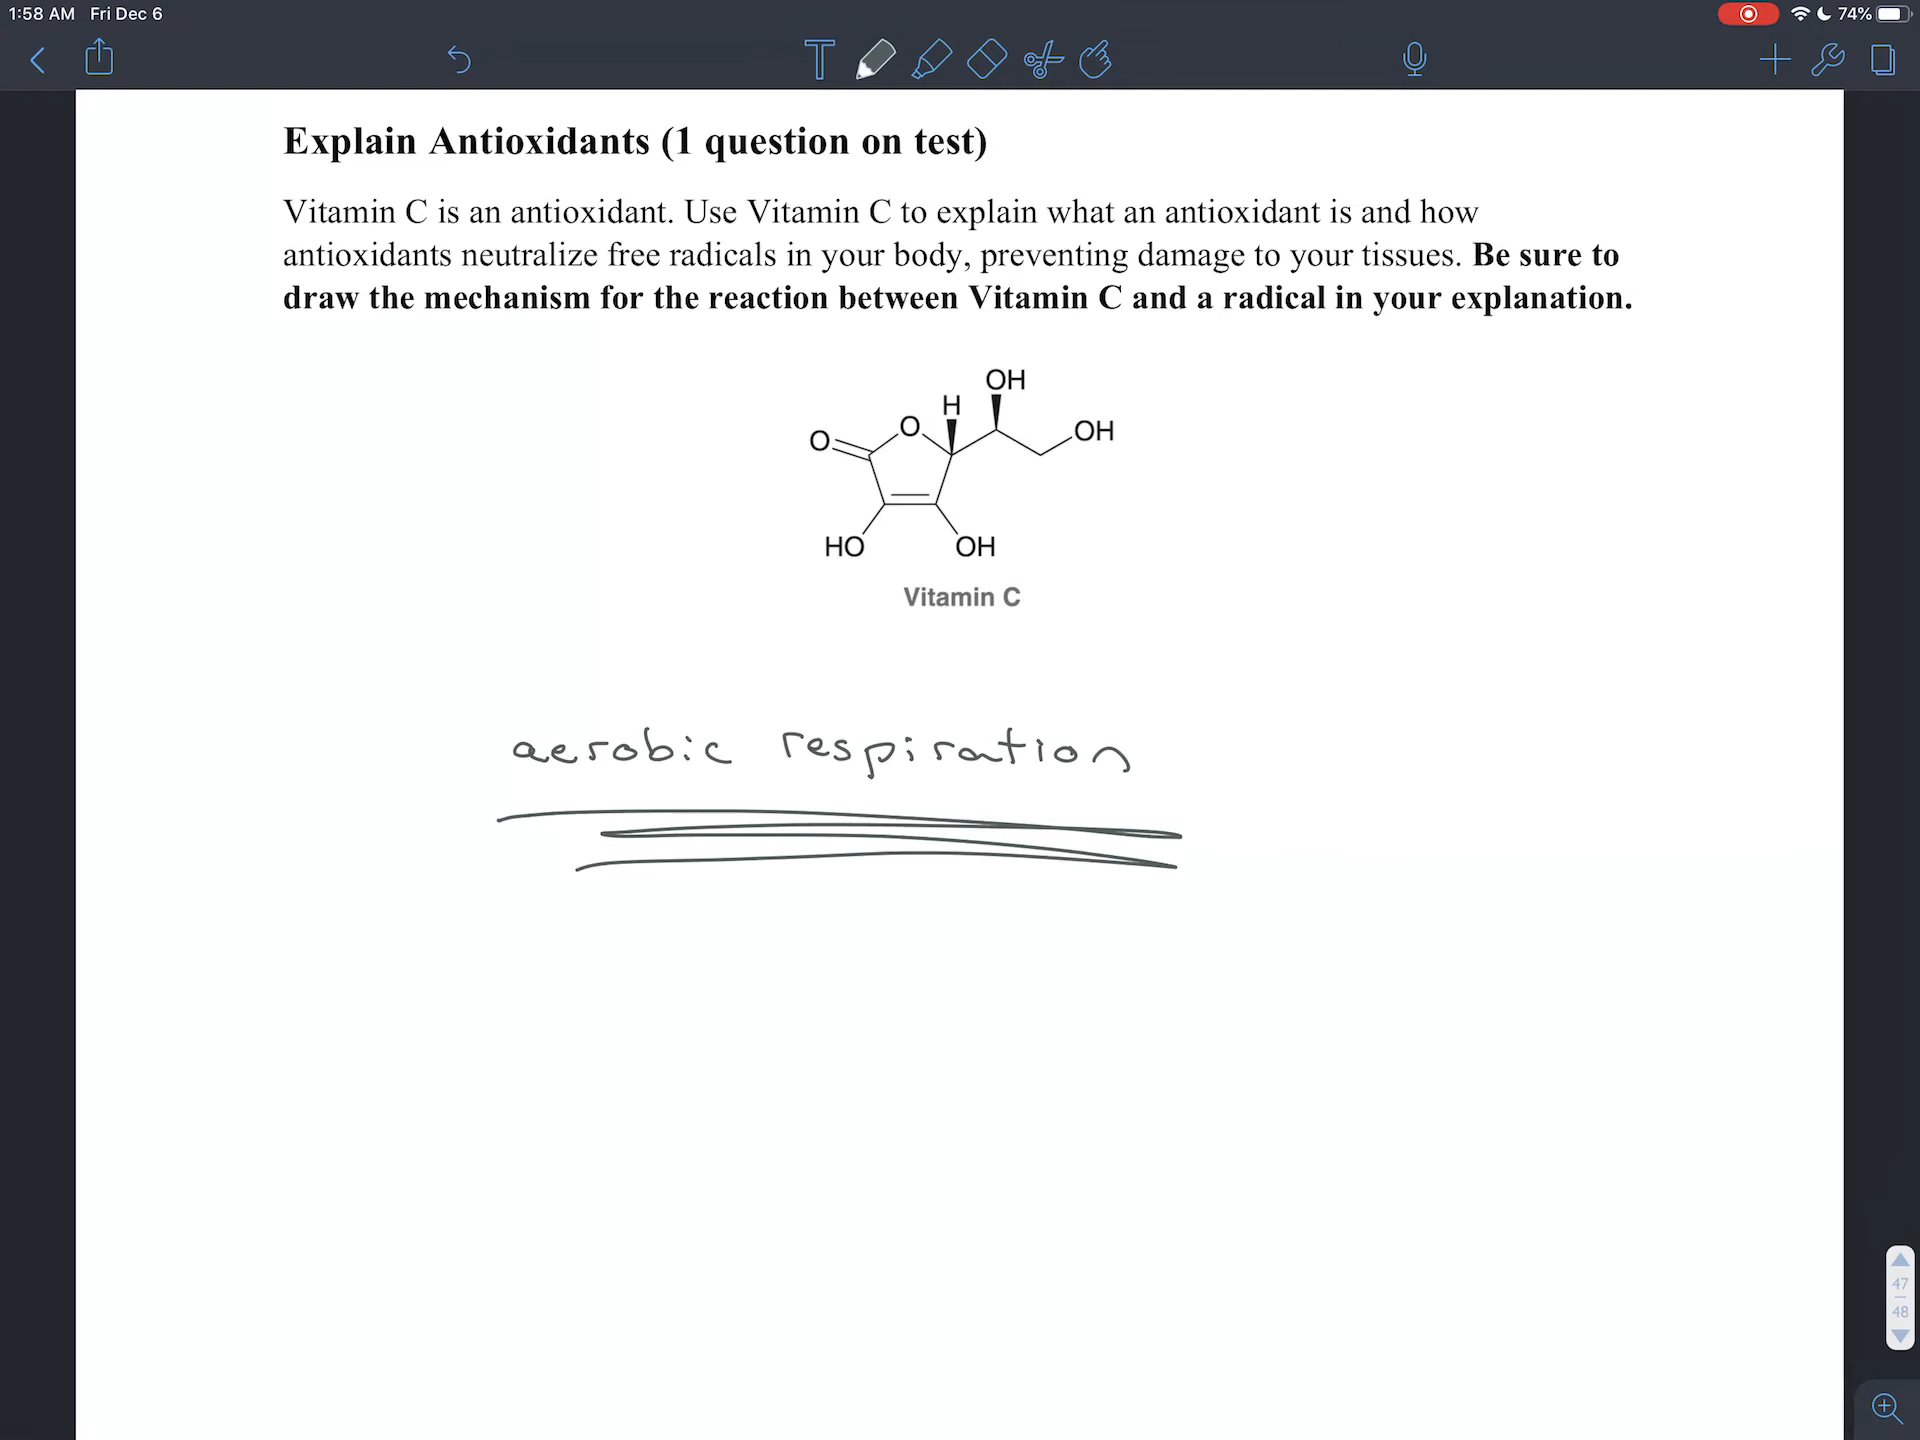 1:58 AM Fri Dec 6 74%
T
Explain Antioxidants (1 question on test)
Vitamin C is an antioxidant. Use Vitamin C to explain what an antioxidant is and how
antioxidants neutralize free radicals in your body, preventing damage to your tissues. Be sure to
draw the mechanism for the reaction between Vitamin C and a radical in your explanation.
OH
H
O
O
OH
HO
OH
Vitamin C
aerobic respiration
47
48